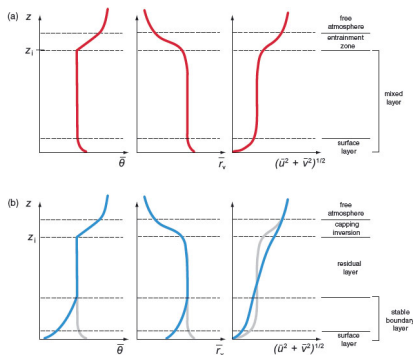 (a)
z
free
atmosphere
entrainment
zone
z_i
mixed
layer
surface
layer
θ̅
r̅_v
(ū² + v̄²)^1/2
(b)
z
free
atmosphere
capping
inversion
z_i
residual
layer
stable
boundary
layer
surface
layer
θ̅
r̅_v
(ū² + v̄²)^1/2